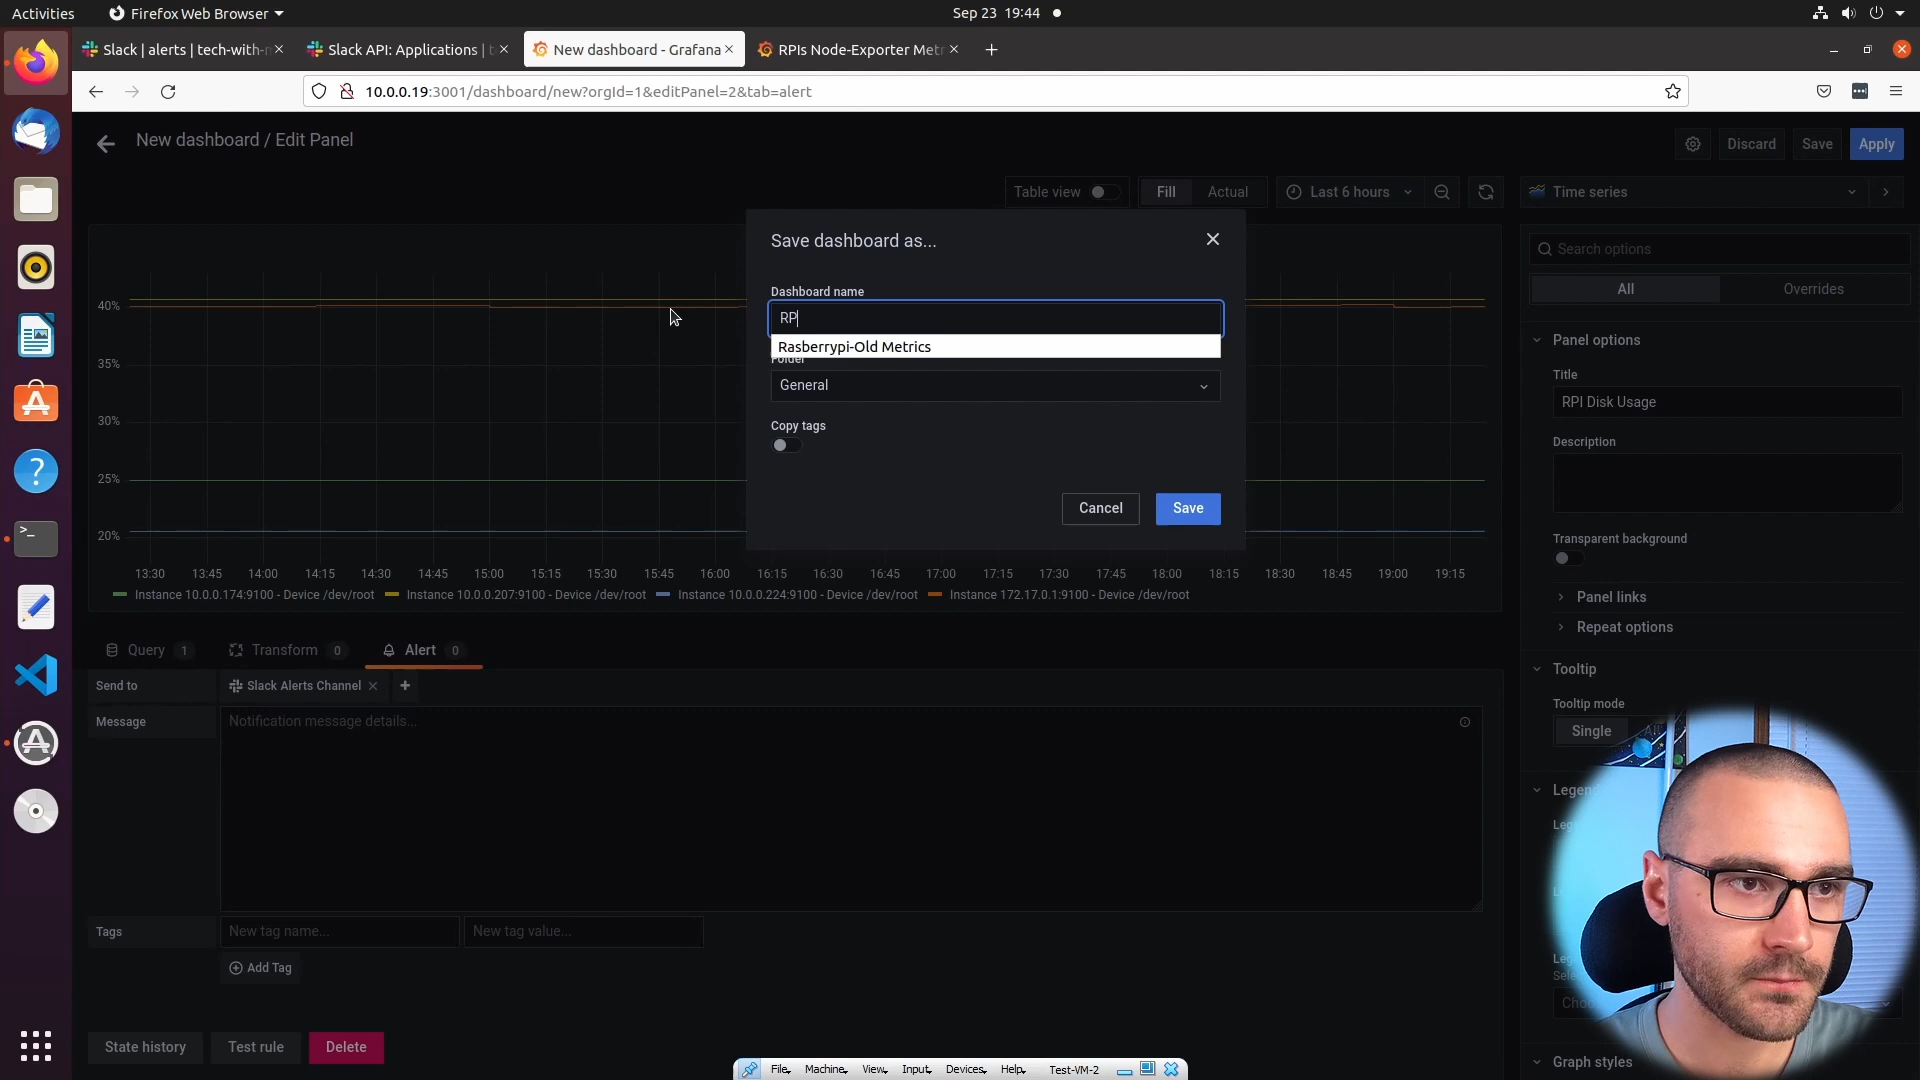 Activities
Firefox Web Browser
Sep 23 19:44
Slack | alerts | tech-with-
Slack API: Applications |
New dashboard - Grafana
RPIs Node-Exporter Met
10.0.0.19:3001/dashboard/new?orgId=1&editPanel=2&tab=alert
New dashboard / Edit Panel
Discard
Save
Apply
Table view
Fill
Actual
Last 6 hours
Time series
Save dashboard as...
Dashboard name
RP
Rasberrypi-Old Metrics
Folder
General
Copy tags
Cancel
Save
Search options
All
Overrides
Panel options
Title
RPI Disk Usage
Description
Transparent background
Panel links
Repeat options
Tooltip
Tooltip mode
Single
All
Legend
40%
35%
30%
25%
20%
13:30 13:45 14:00 14:15 14:30 14:45 15:00 15:15 15:30 15:45 16:00 16:15 16:30 16:45 17:00 17:15 17:30 17:45 18:00 18:15 18:30 18:45 19:00 19:15
Instance 10.0.0.174:9100 - Device /dev/root Instance 10.0.0.207:9100 - Device /dev/root Instance 10.0.0.224:9100 - Device /dev/root Instance 172.17.0.1:9100 - Device /dev/root
Query 1
Transform 0
Alert 0
Send to
Slack Alerts Channel
Message
Notification message details...
Tags
New tag name...
New tag value...
Add Tag
State history
Test rule
Delete
Graph styles
File
Machine
View
Input
Devices
Help
Test-VM-2